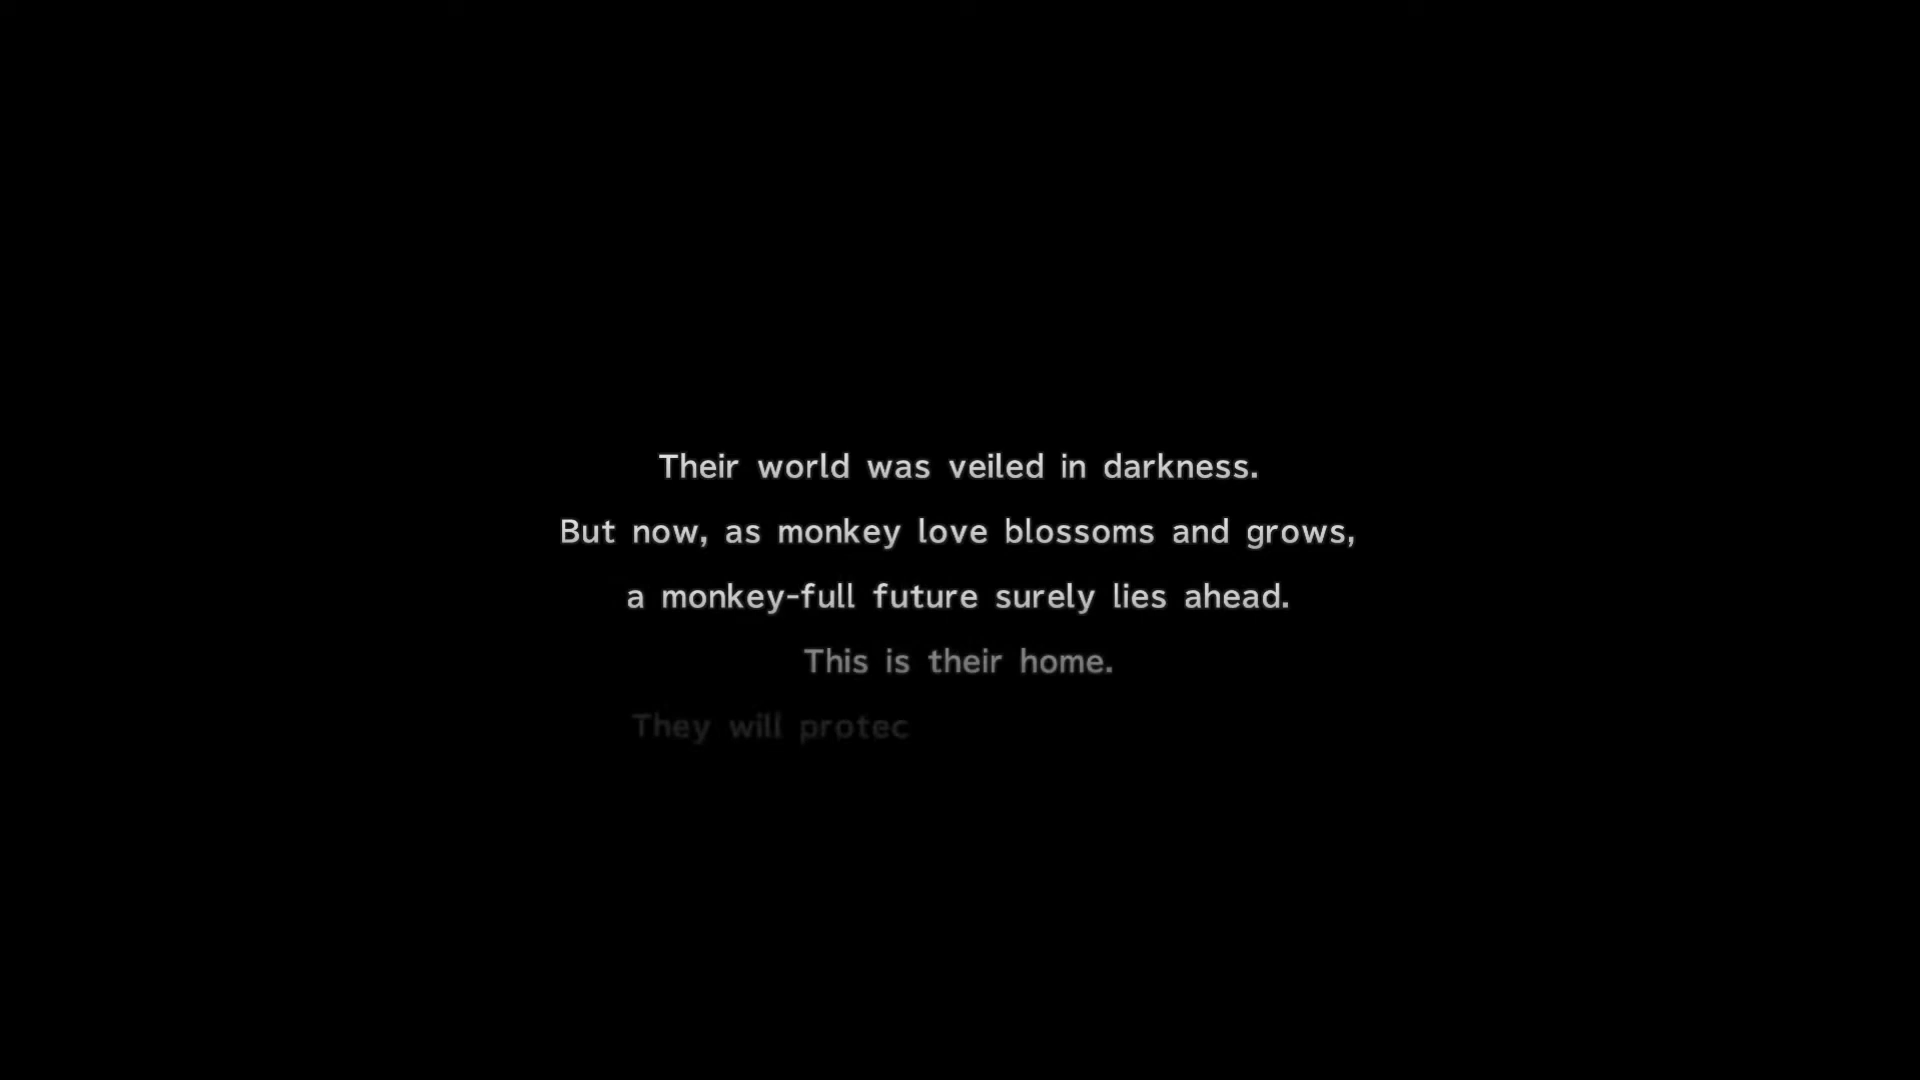 Their world was veiled in darkness.
But now, as monkey love blossoms and grows,
a monkey-full future surely lies ahead.
This is their home.
They will protec